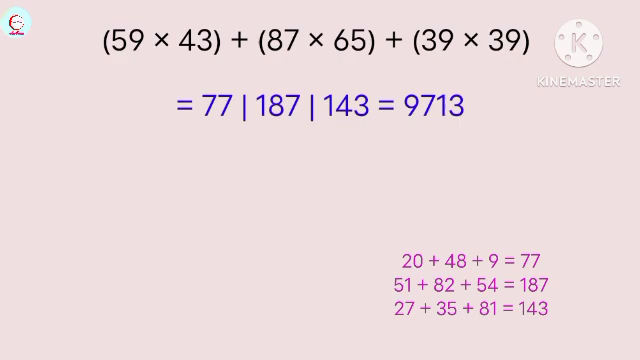 (59 × 43) + (87 × 65) + (39 × 39)
KINEMASTER
= 77 | 187 | 143 = 9713
20 + 48 + 9 = 77
51 + 82 + 54 = 187
27 + 35 + 81 = 143